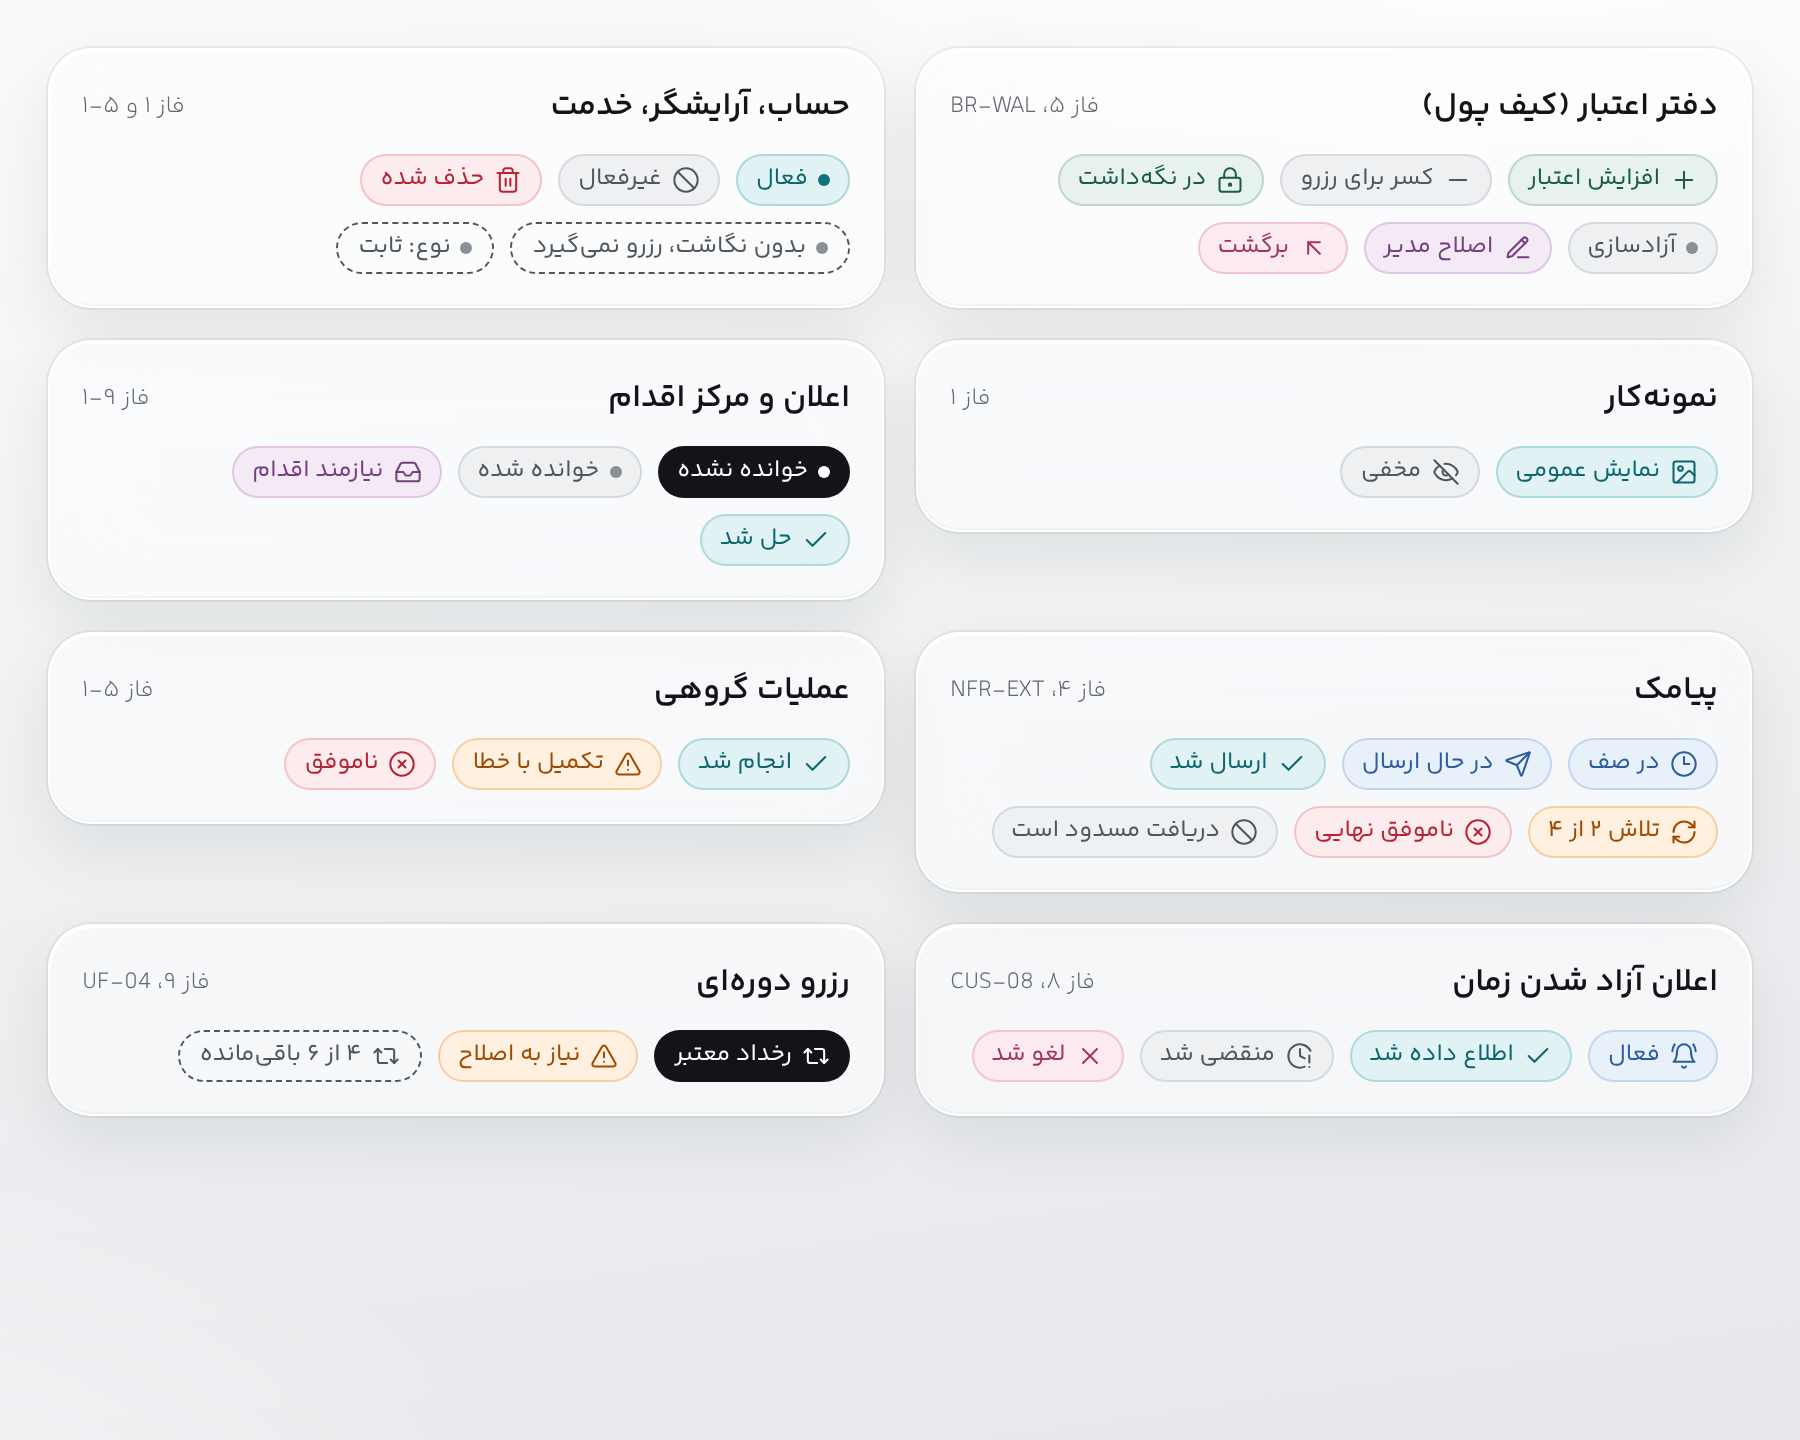 دفتر اعتبار (کیف پول)
فاز ۵، BR-WAL
افزایش اعتبار
کسر برای رزرو
در نگه‌داشت
آزادسازی
اصلاح مدیر
برگشت
حساب، آرایشگر، خدمت
فاز ۱ و ۵-۱
فعال
غیرفعال
حذف شده
بدون نگاشت، رزرو نمی‌گیرد
نوع: ثابت
نمونه‌کار
فاز ۱
نمایش عمومی
مخفی
اعلان و مرکز اقدام
فاز ۹-۱
خوانده نشده
خوانده شده
نیازمند اقدام
حل شد
پیامک
فاز ۴، NFR-EXT
در صف
در حال ارسال
ارسال شد
تلاش ۲ از ۴
ناموفق نهایی
دریافت مسدود است
عملیات گروهی
فاز ۵-۱
انجام شد
تکمیل با خطا
ناموفق
اعلان آزاد شدن زمان
فاز ۸، CUS-08
فعال
اطلاع داده شد
منقضی شد
لغو شد
رزرو دوره‌ای
فاز ۹، UF-04
رخداد معتبر
نیاز به اصلاح
۴ از ۶ باقی‌مانده